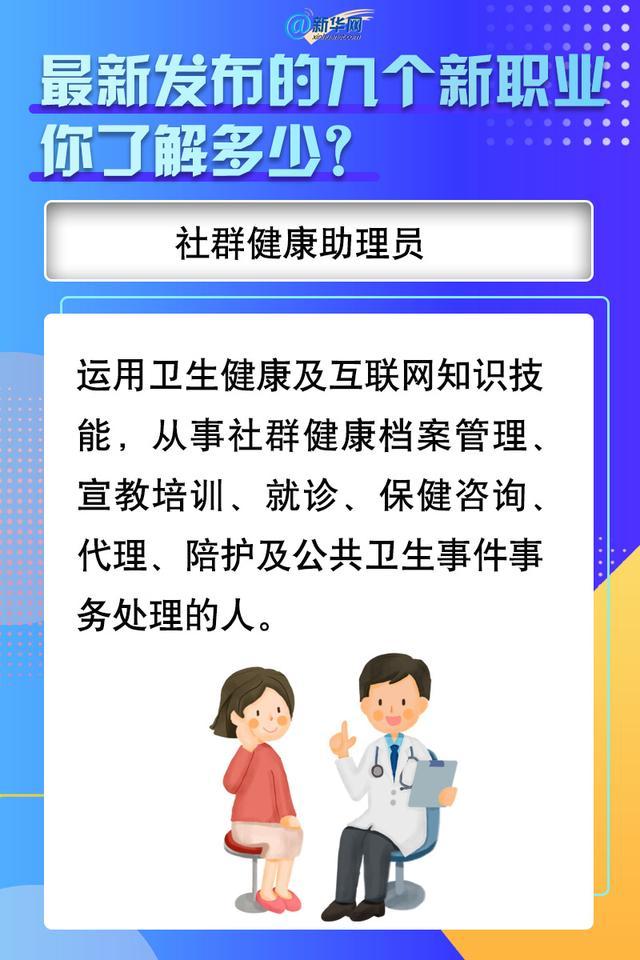 @新华网
最新发布的九个新职业
你了解多少？
社群健康助理员
运用卫生健康及互联网知识技
能，从事社群健康档案管理、
宣教培训、就诊、保健咨询、
代理、陪护及公共卫生事件事
务处理的人。